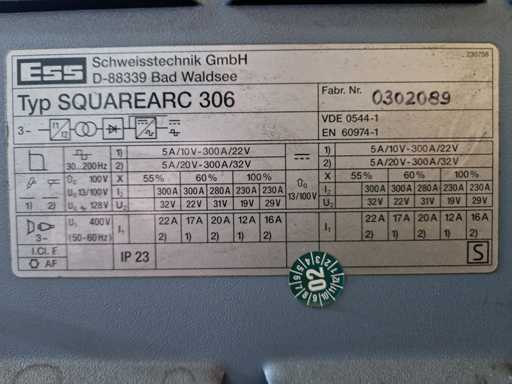 ESS
Schweisstechnik GmbH
D-88339 Bad Waldsee
230758
Typ SQUAREARC 306
Fabr. Nr.
0302089
3~
VDE 0544-1
EN 60974-1
1) 5A/10V-300A/22V
1) 5A/10V-300A/22V
30...200Hz 2) 5A/20V-300A/32V
2) 5A/20V-300A/32V
U₀ 100V X 55% 60% 100%
U₀ 13/100V X 55% 60% 100%
U₀ 13/100V I₂ 300A 300A 280A 230A 230A
I₂ 300A 300A 280A 230A 230A
1) 2) 128V U₂ 32V 22V 31V 19V 29V
U₂ 32V 22V 31V 19V 29V
3~ U₁ 400V (50-60Hz) I₁ 22A 17A 20A 12A 16A
I₁ 22A 17A 20A 12A 16A
2) 1) 2) 1) 2)
2) 1) 2) 1) 2)
I.Cl. F
AF
IP 23
S
02